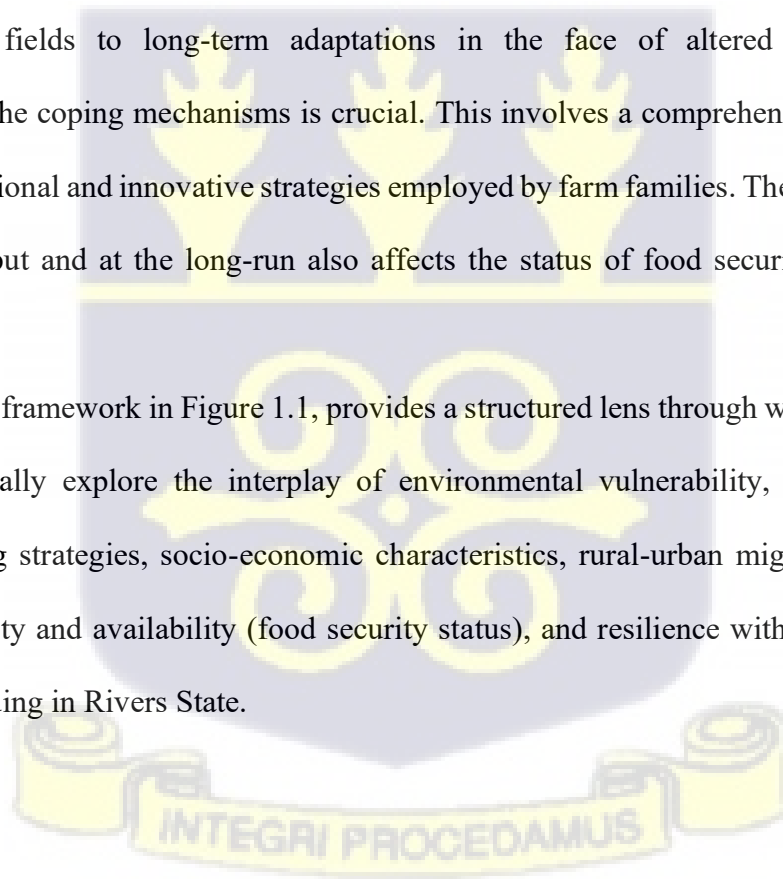 fields to long-term adaptations in the face of altered
he coping mechanisms is crucial. This involves a comprehen
ional and innovative strategies employed by farm families. The
out and at the long-run also affects the status of food securi
framework in Figure 1.1, provides a structured lens through w
ally explore the interplay of environmental vulnerability,
g strategies, socio-economic characteristics, rural-urban mig
ty and availability (food security status), and resilience with
ling in Rivers State.
INTEGRI PROCEDAMUS